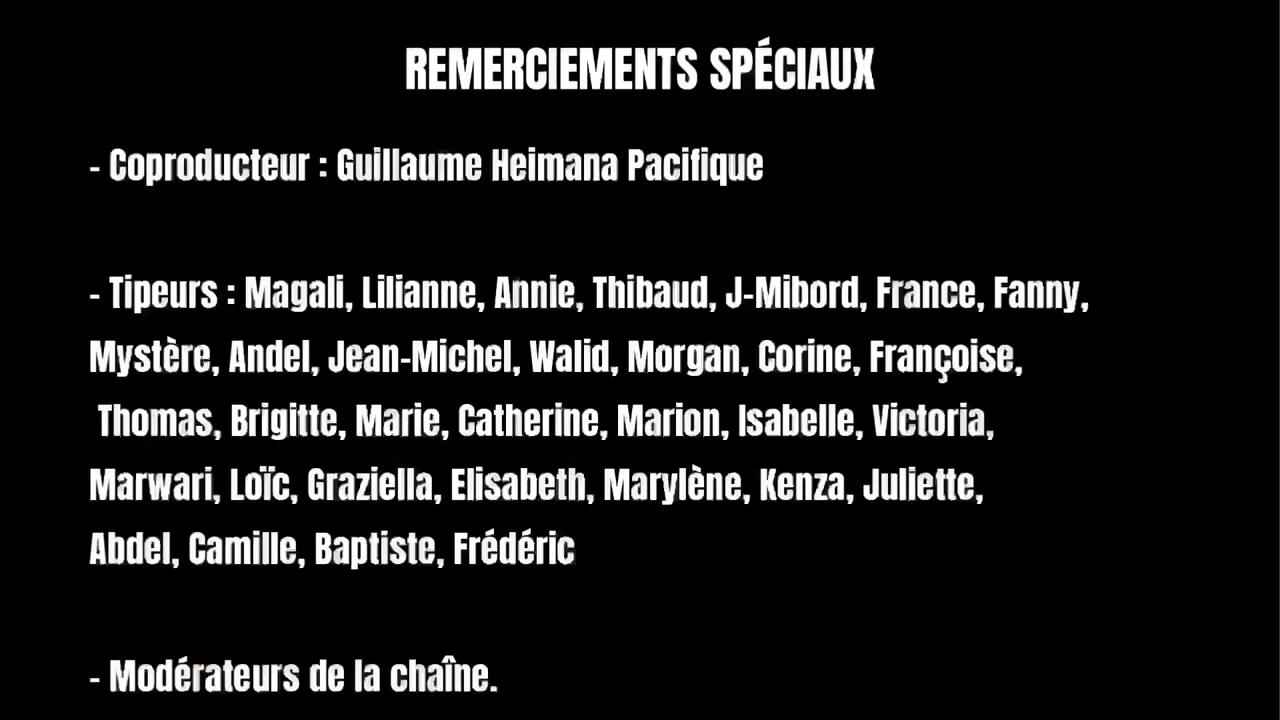 REMERCIEMENTS SPÉCIAUX
- Coproducteur : Guillaume Heimana Pacifique
- Tipeurs : Magali, Lilianne, Annie, Thibaud, J-Mibord, France, Fanny,
Mystère, Andel, Jean-Michel, Walid, Morgan, Corine, Françoise,
Thomas, Brigitte, Marie, Catherine, Marion, Isabelle, Victoria,
Marwari, Loïc, Graziella, Elisabeth, Marylène, Kenza, Juliette,
Abdel, Camille, Baptiste, Frédéric
- Modérateurs de la chaîne.